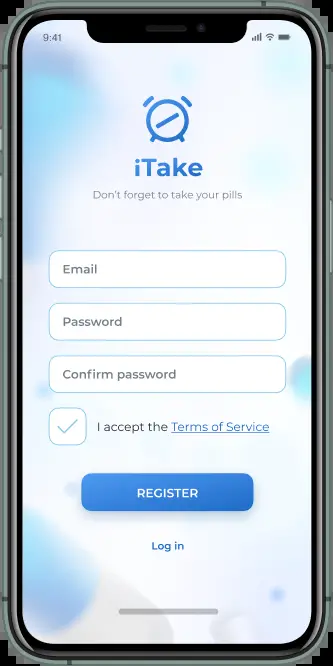 9:41
iTake
Don't forget to take your pills
Email
Password
Confirm password
I accept the Terms of Service
REGISTER
Log in